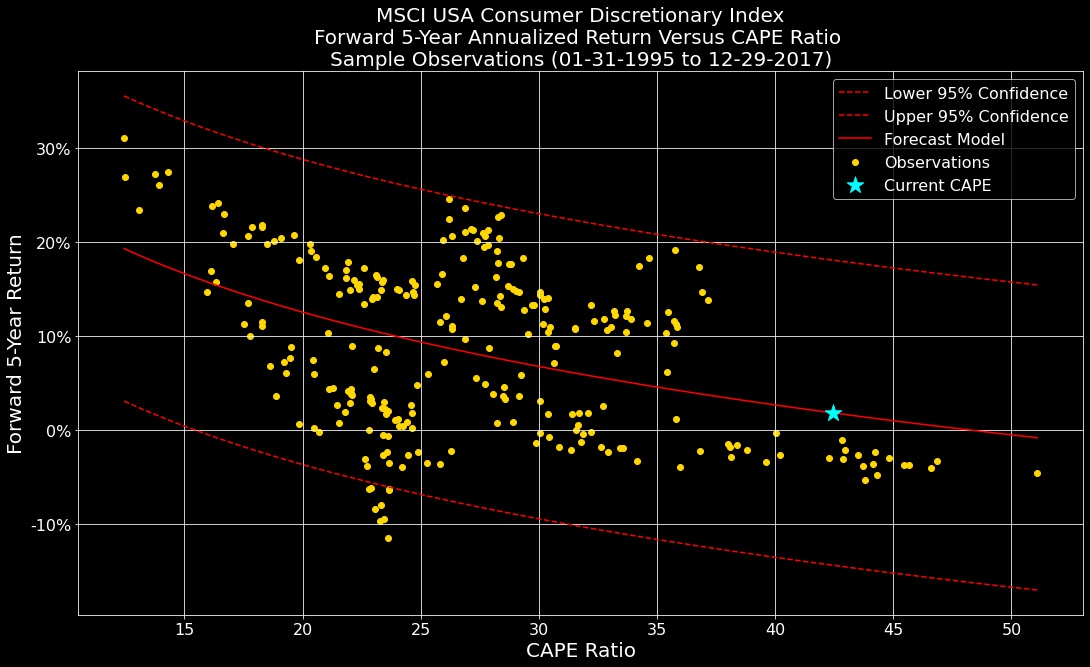 MSCI USA Consumer Discretionary Index
Forward 5-Year Annualized Return Versus CAPE Ratio
Sample Observations (01-31-1995 to 12-29-2017)
Lower 95% Confidence
Upper 95% Confidence
Forecast Model
Observations
Current CAPE
Forward 5-Year Return
30%
20%
10%
0%
-10%
15 20 25 30 35 40 45 50
CAPE Ratio